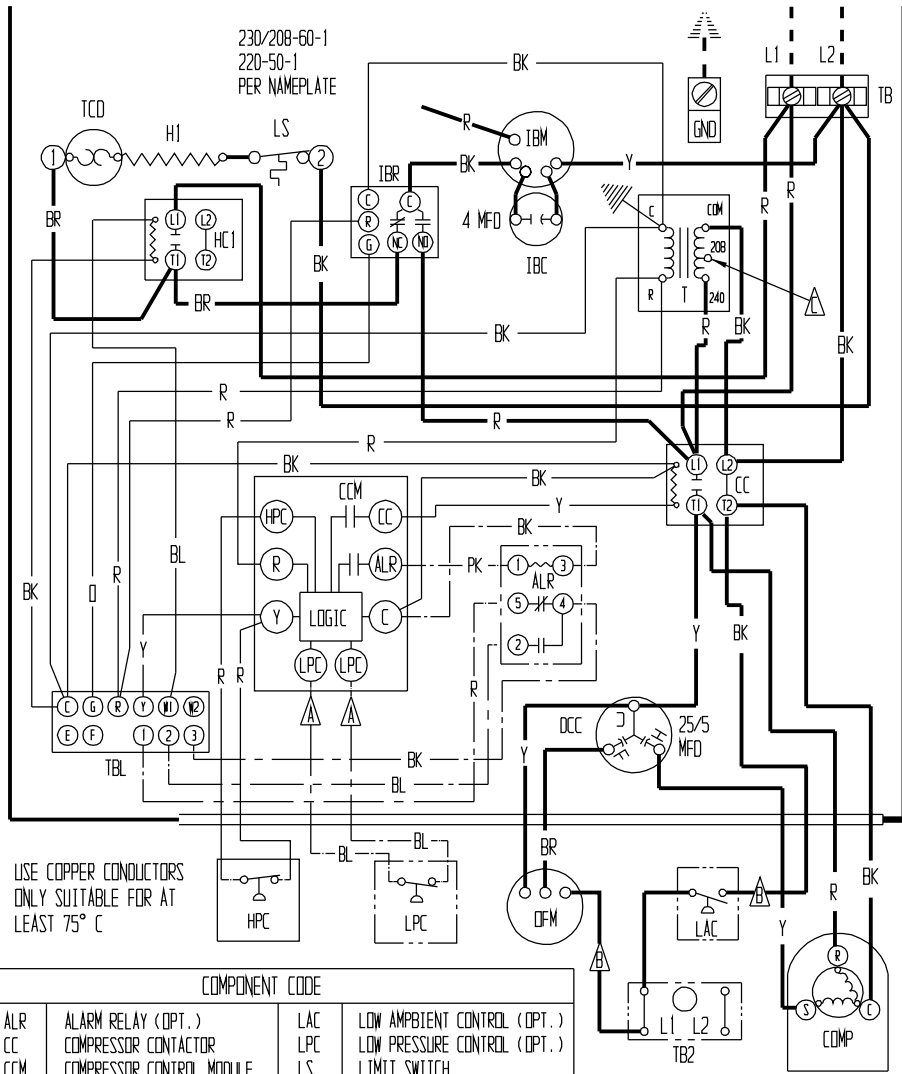 230/208-60-1
220-50-1
PER NAMEPLATE
BK
L1 L2
TB
GND
TCD
H1
LS
1
2
R
IBM
BK
Y
IBR
C
R
G
C
NC NO
4 MFD
IBC
C COM
208
R T 240
C
R
R
BR
L1 L2
HC1
T1 T2
BK
BR
BK
R
BK
BK
R
R
R
R
BK
BK
L1 L2
CC
T1 T2
CCM
HPC CC
Y
BK
R ALR
PK
1 3
ALR
Y LOGIC C
5 4
LPC LPC
2
BL
BK
O
R
Y
R
R
R
Y
BK
A A
C G R Y W1 W2
E F 1 2 3
TBL
BK
BL
DCC
C
F H
25/5
MFD
Y
BR
BL
BL
USE COPPER CONDUCTORS
ONLY SUITABLE FOR AT
LEAST 75° C
HPC
LPC
OFM
LAC
B
B
Y
R
BK
R
S C
COMP
L1 L2
TB2
COMPONENT CODE
ALR ALARM RELAY (OPT.) LAC LOW AMPBIENT CONTROL (OPT.)
CC COMPRESSOR CONTACTOR LPC LOW PRESSURE CONTROL (OPT.)
CCM COMPRESSOR CONTROL MODULE LS LIMIT SWITCH